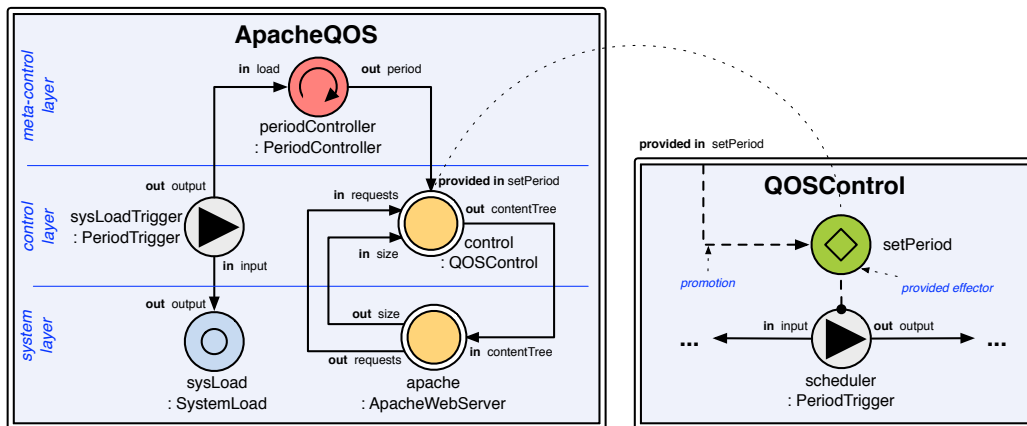 ApacheQOS
meta-control
layer
in load
out period
periodController
: PeriodController
control
layer
out output
sysLoadTrigger
: PeriodTrigger
in input
in requests
provided in setPeriod
out contentTree
in size
control
: QOSControl
system
layer
out output
sysLoad
: SystemLoad
out size
out requests
in contentTree
apache
: ApacheWebServer
provided in setPeriod
QOSControl
setPeriod
promotion
provided effector
in input
out output
...
...
scheduler
: PeriodTrigger